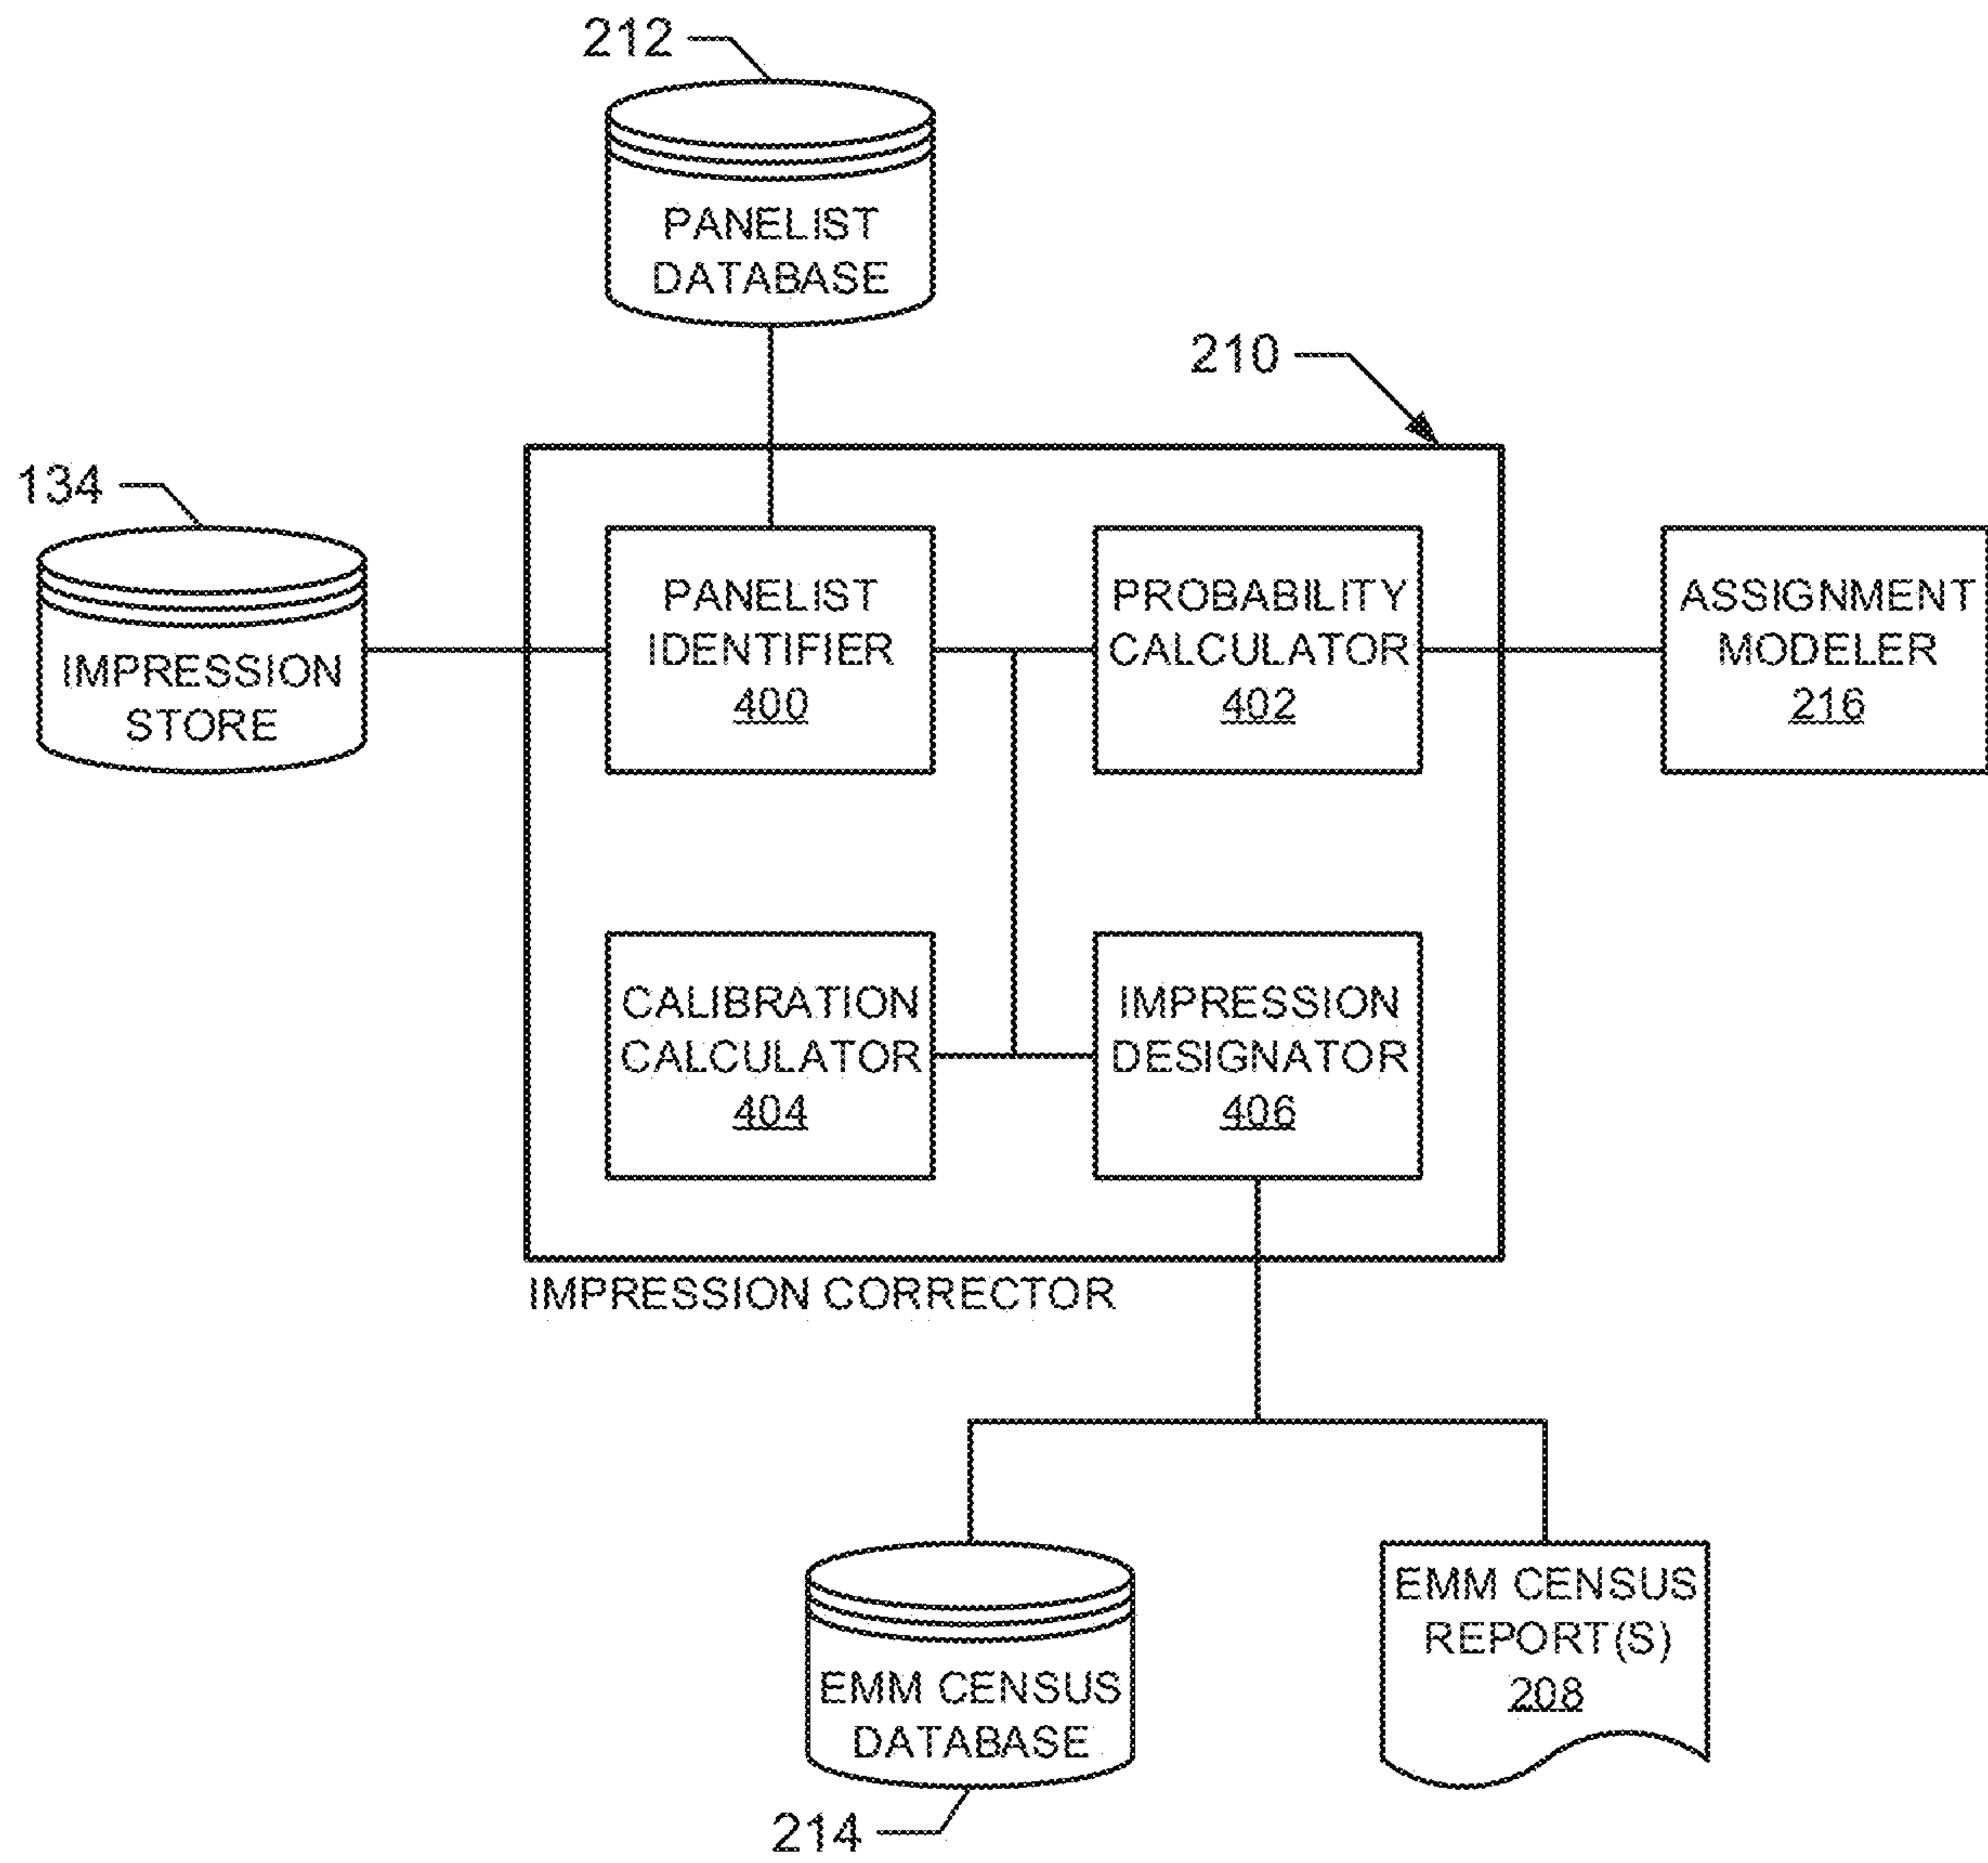 212
PANELIST
DATABASE
210
134
IMPRESSION
STORE
PANELIST
IDENTIFIER
400
PROBABILITY
CALCULATOR
402
ASSIGNMENT
MODELER
216
CALIBRATION
CALCULATOR
404
IMPRESSION
DESIGNATOR
406
IMPRESSION CORRECTOR
EMM CENSUS
DATABASE
EMM CENSUS
REPORT(S)
208
214